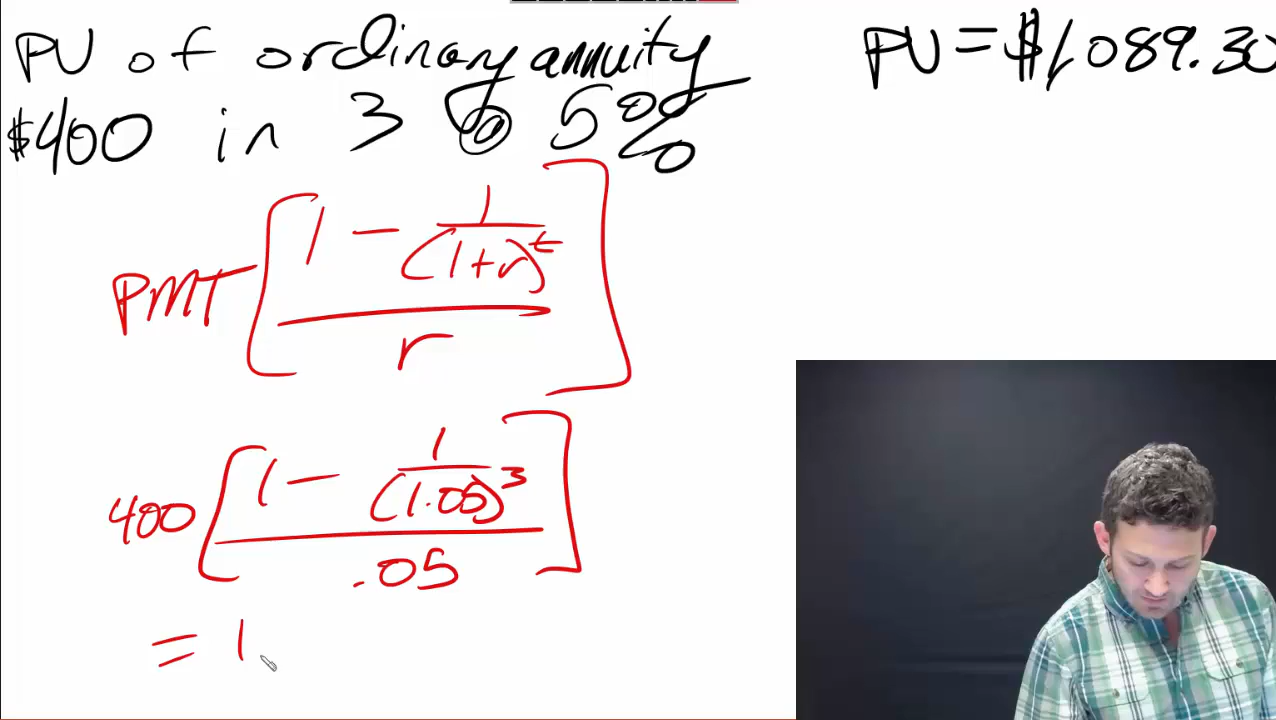 PV of ordinary annuity
$400 in 3 @ 5%
PV = $1,089.30
PMT [ 1 - 1
(1+r)^t
r ]
400 [ 1 - 1
(1.05)^3
.05 ]
= 1